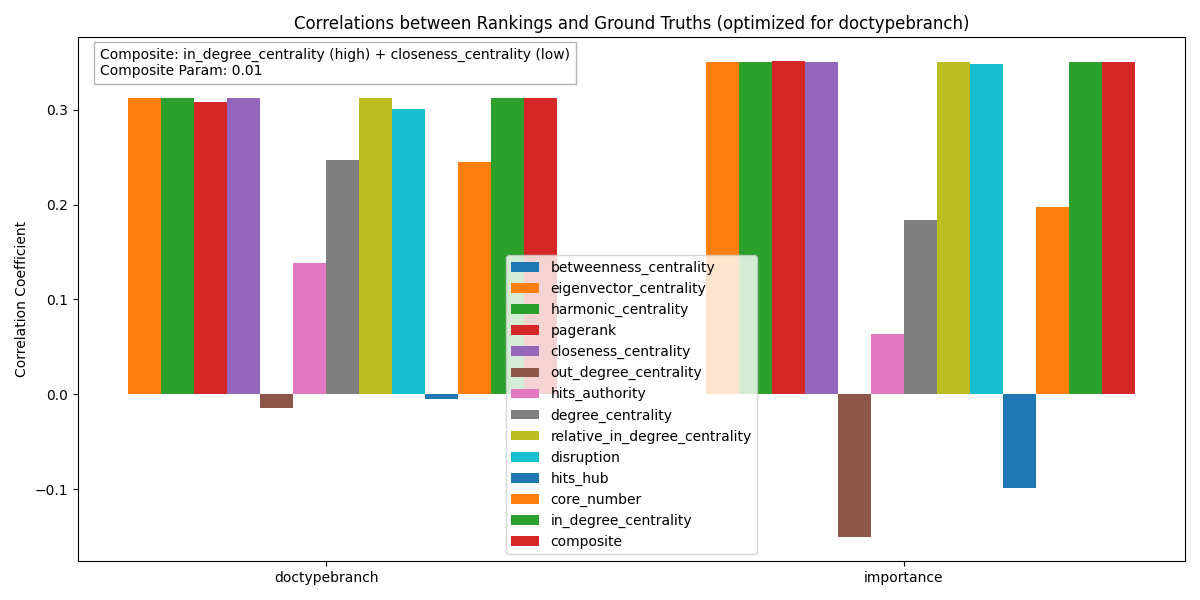 Correlations between Rankings and Ground Truths (optimized for doctypebranch)
Composite: in_degree_centrality (high) + closeness_centrality (low)
Composite Param: 0.01
Correlation Coefficient
0.3
0.2
0.1
0.0
−0.1
betweenness_centrality
eigenvector_centrality
harmonic_centrality
pagerank
closeness_centrality
out_degree_centrality
hits_authority
degree_centrality
relative_in_degree_centrality
disruption
hits_hub
core_number
in_degree_centrality
composite
doctypebranch
importance